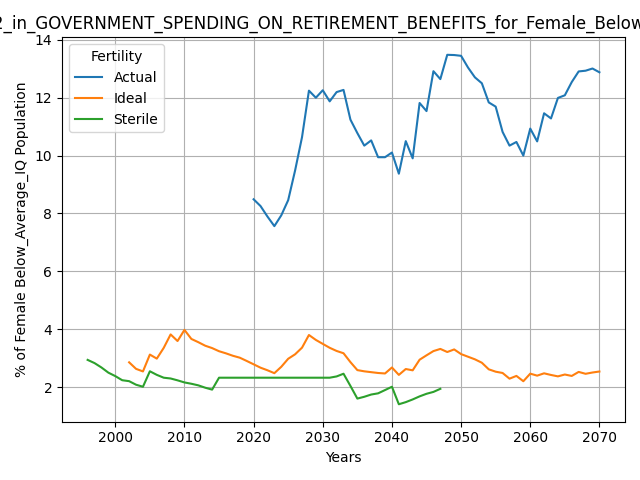 2_in_GOVERNMENT_SPENDING_ON_RETIREMENT_BENEFITS_for_Female_Below
Fertility
Actual
Ideal
Sterile
% of Female Below_Average_IQ Population
14
12
10
8
6
4
2
2000 2010 2020 2030 2040 2050 2060 2070
Years